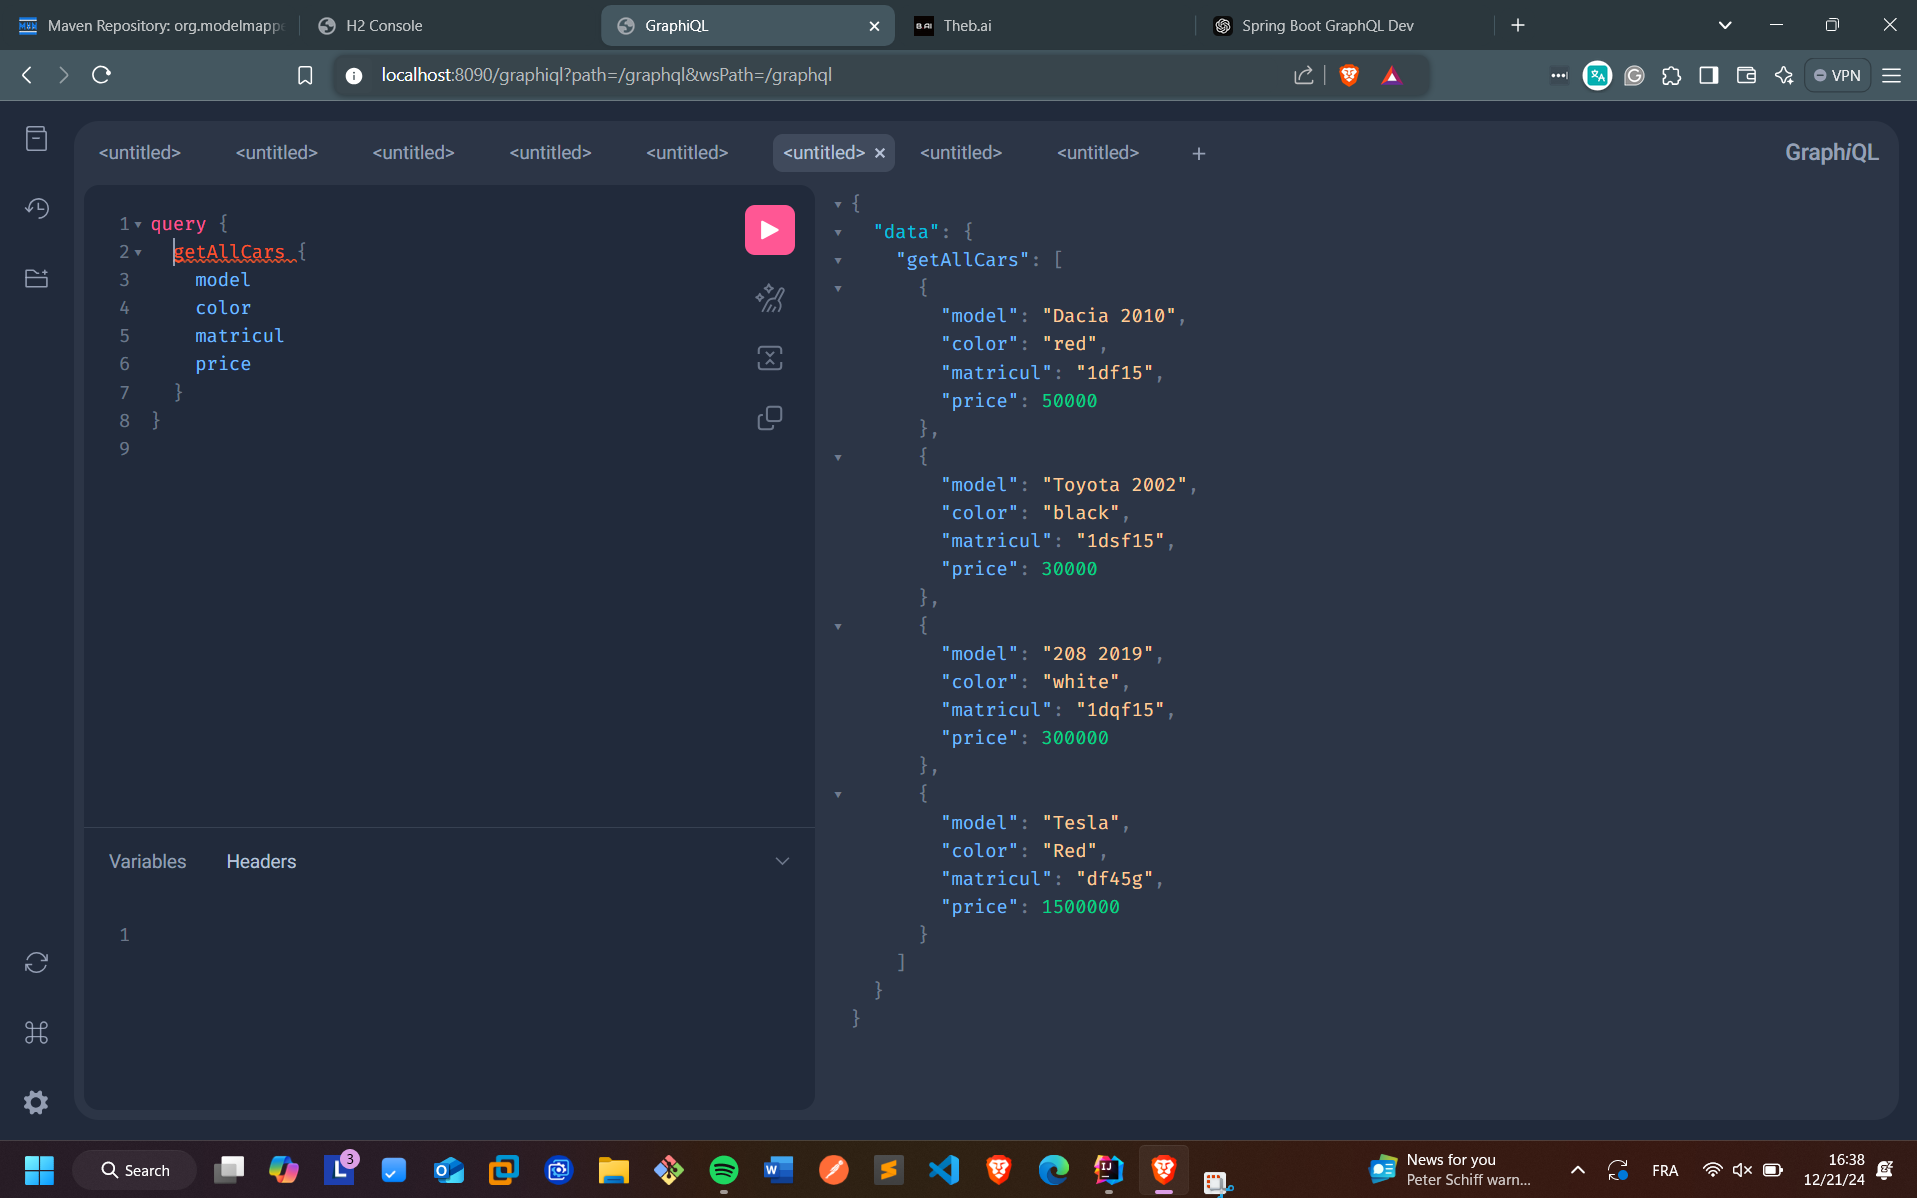 Maven Repository: org.modelmappe
H2 Console
GraphiQL
Theb.ai
Spring Boot GraphQL Dev
localhost:8090/graphiql?path=/graphql&wsPath=/graphql
VPN
<untitled>
<untitled>
<untitled>
<untitled>
<untitled>
<untitled>
<untitled>
<untitled>
GraphiQL
1 query {
2 getAllCars {
3 model
4 color
5 matricul
6 price
7 }
8 }
9
Variables
Headers
1
{
"data": {
"getAllCars": [
{
"model": "Dacia 2010",
"color": "red",
"matricul": "1df15",
"price": 50000
},
{
"model": "Toyota 2002",
"color": "black",
"matricul": "1dsf15",
"price": 30000
},
{
"model": "208 2019",
"color": "white",
"matricul": "1dqf15",
"price": 300000
},
{
"model": "Tesla",
"color": "Red",
"matricul": "df45g",
"price": 1500000
}
]
}
}
Search
3
News for you
Peter Schiff warn...
FRA
16:38
12/21/24